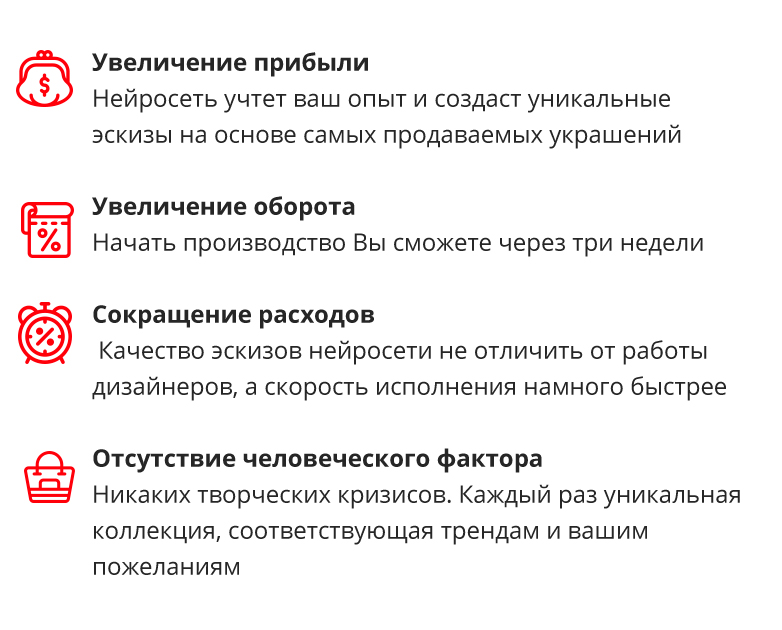 Увеличение прибыли
Нейросеть учтет ваш опыт и создаст уникальные
эскизы на основе самых продаваемых украшений
Увеличение оборота
Начать производство Вы сможете через три недели
Сокращение расходов
Качество эскизов нейросети не отличить от работы
дизайнеров, а скорость исполнения намного быстрее
Отсутствие человеческого фактора
Никаких творческих кризисов. Каждый раз уникальная
коллекция, соответствующая трендам и вашим
пожеланиям